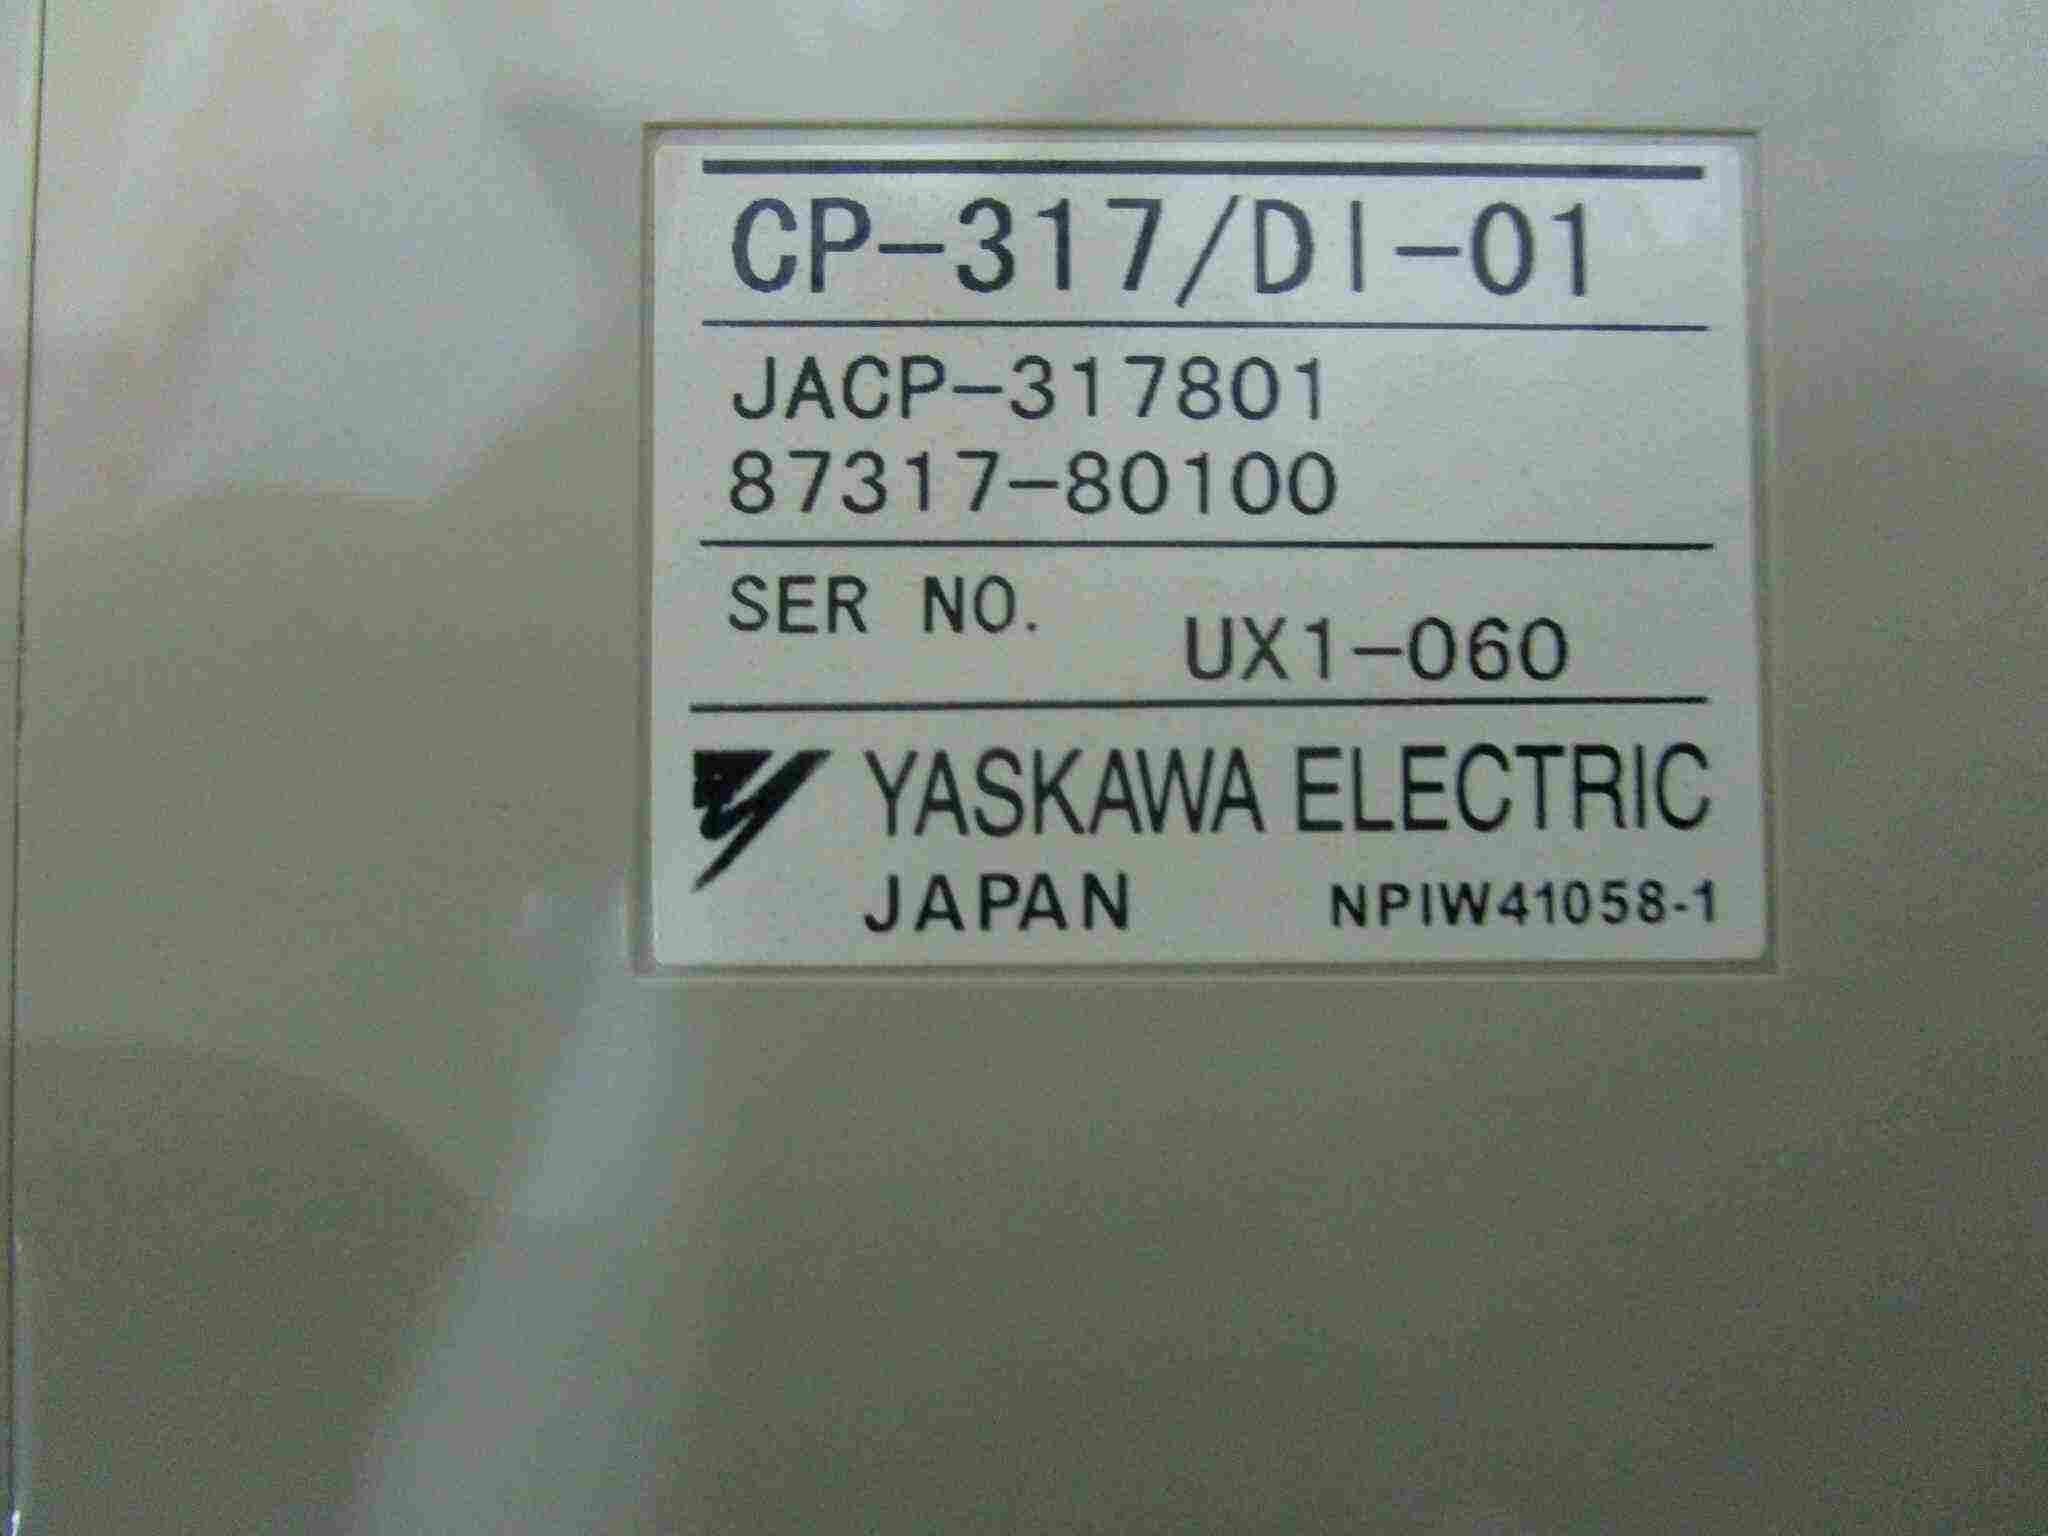 CP-317/DI-01
JACP-317801
87317-80100
SER NO. UX1-060
YASKAWA ELECTRIC
JAPAN NPIW41058-1